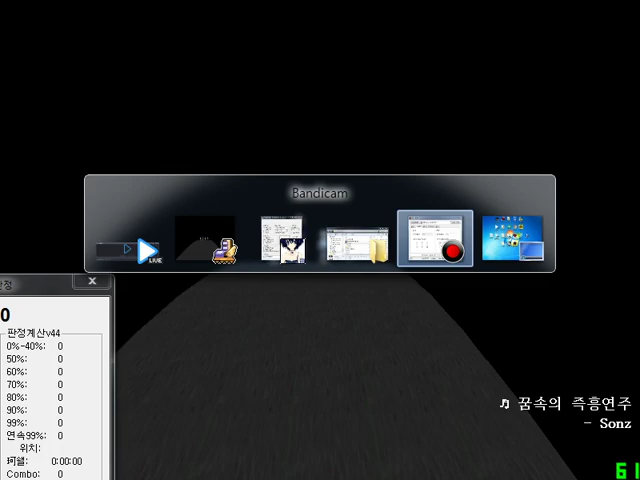 Bandicam
LIVE
판정
0
판정계산v44
0%-40%: 0
50%: 0
60%: 0
70%: 0
80%: 0
90%: 0
99%: 0
연속99%: 0
위치:
퍼펙: 0:00:00
Combo: 0
♫ 꿈속의 즉흥연주
- Sonz
61